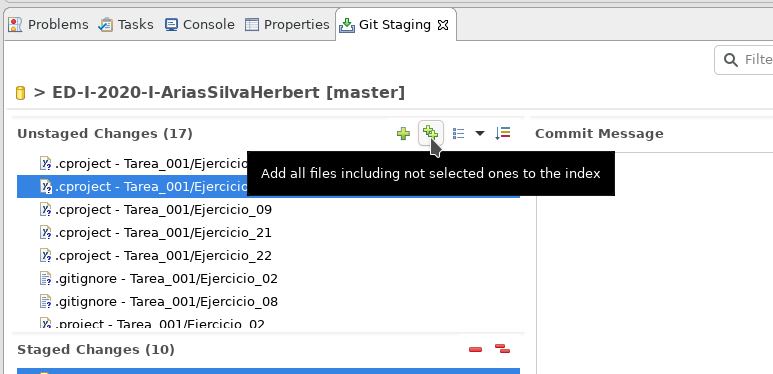 Problems Tasks Console Properties Git Staging
Filte
> ED-I-2020-I-AriasSilvaHerbert [master]
Unstaged Changes (17) Commit Message
.cproject - Tarea_001/Ejercicio
Add all files including not selected ones to the index
.cproject - Tarea_001/Ejercicio
.cproject - Tarea_001/Ejercicio_09
.cproject - Tarea_001/Ejercicio_21
.cproject - Tarea_001/Ejercicio_22
.gitignore - Tarea_001/Ejercicio_02
.gitignore - Tarea_001/Ejercicio_08
.project - Tarea_001/Ejercicio_02
Staged Changes (10)